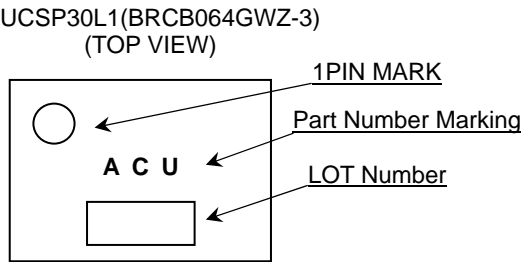 UCSP30L1(BRCB064GWZ-3)
(TOP VIEW)
1PIN MARK
Part Number Marking
A C U
LOT Number